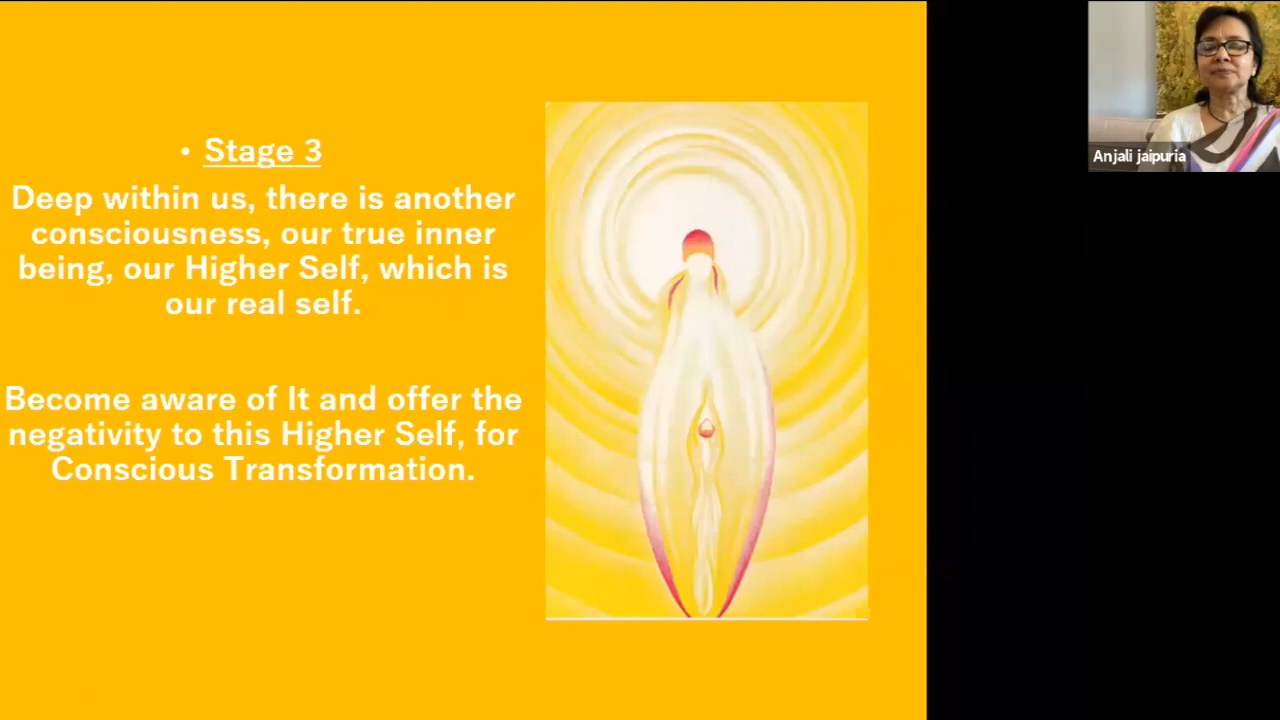 • Stage 3
Deep within us, there is another
consciousness, our true inner
being, our Higher Self, which is
our real self.
Become aware of It and offer the
negativity to this Higher Self, for
Conscious Transformation.
Anjali jaipuria